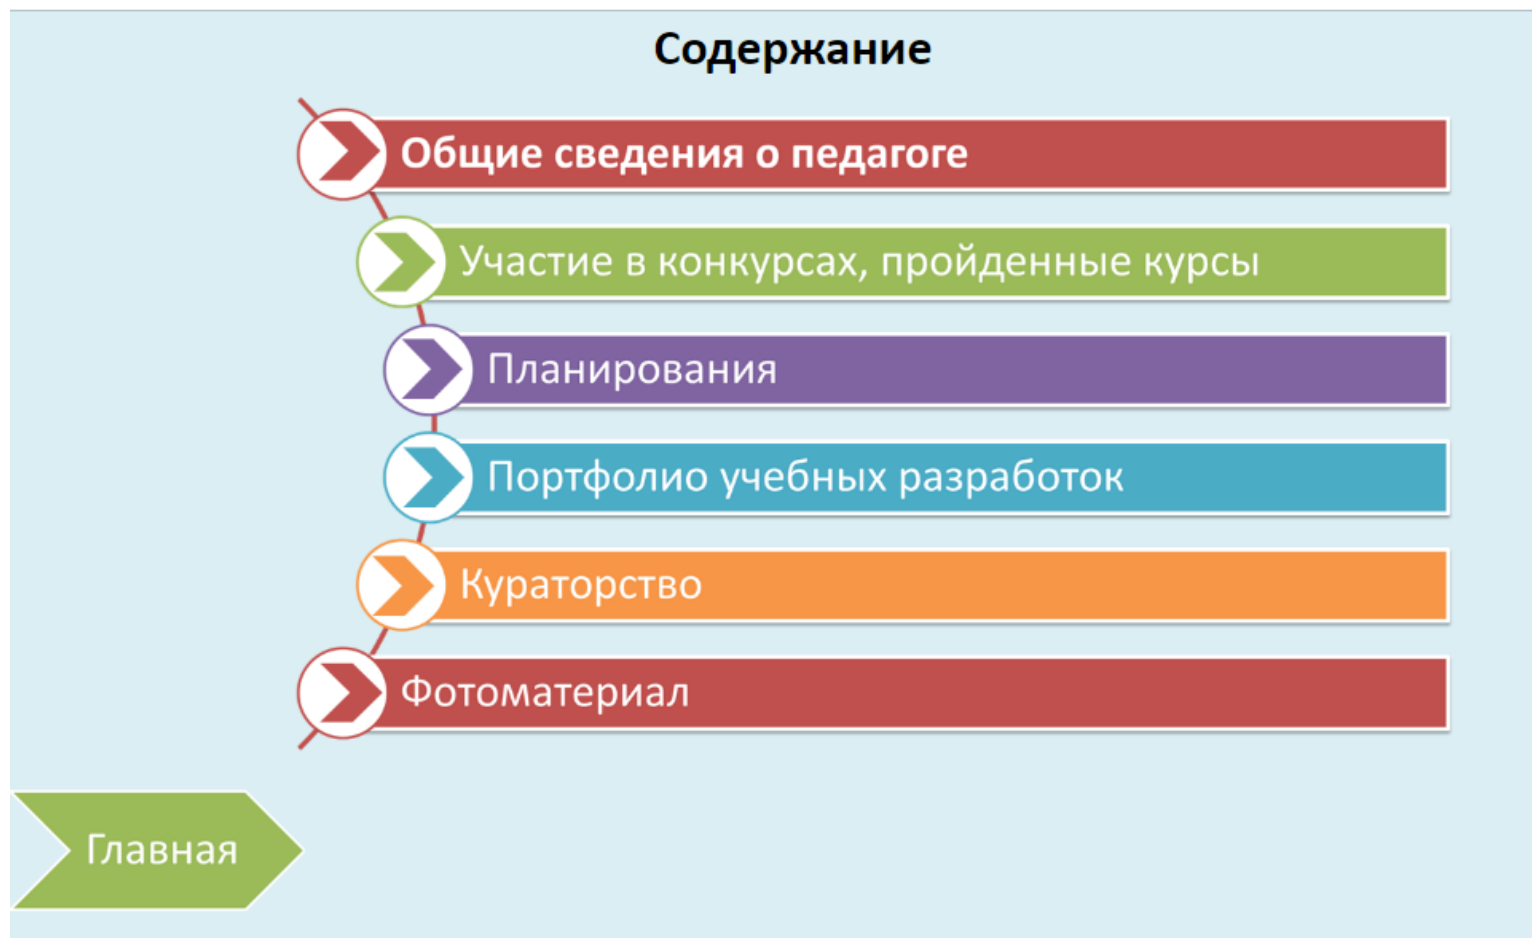 Содержание
Общие сведения о педагоге
Участие в конкурсах, пройденные курсы
Планирования
Портфолио учебных разработок
Кураторство
Фотоматериал
Главная